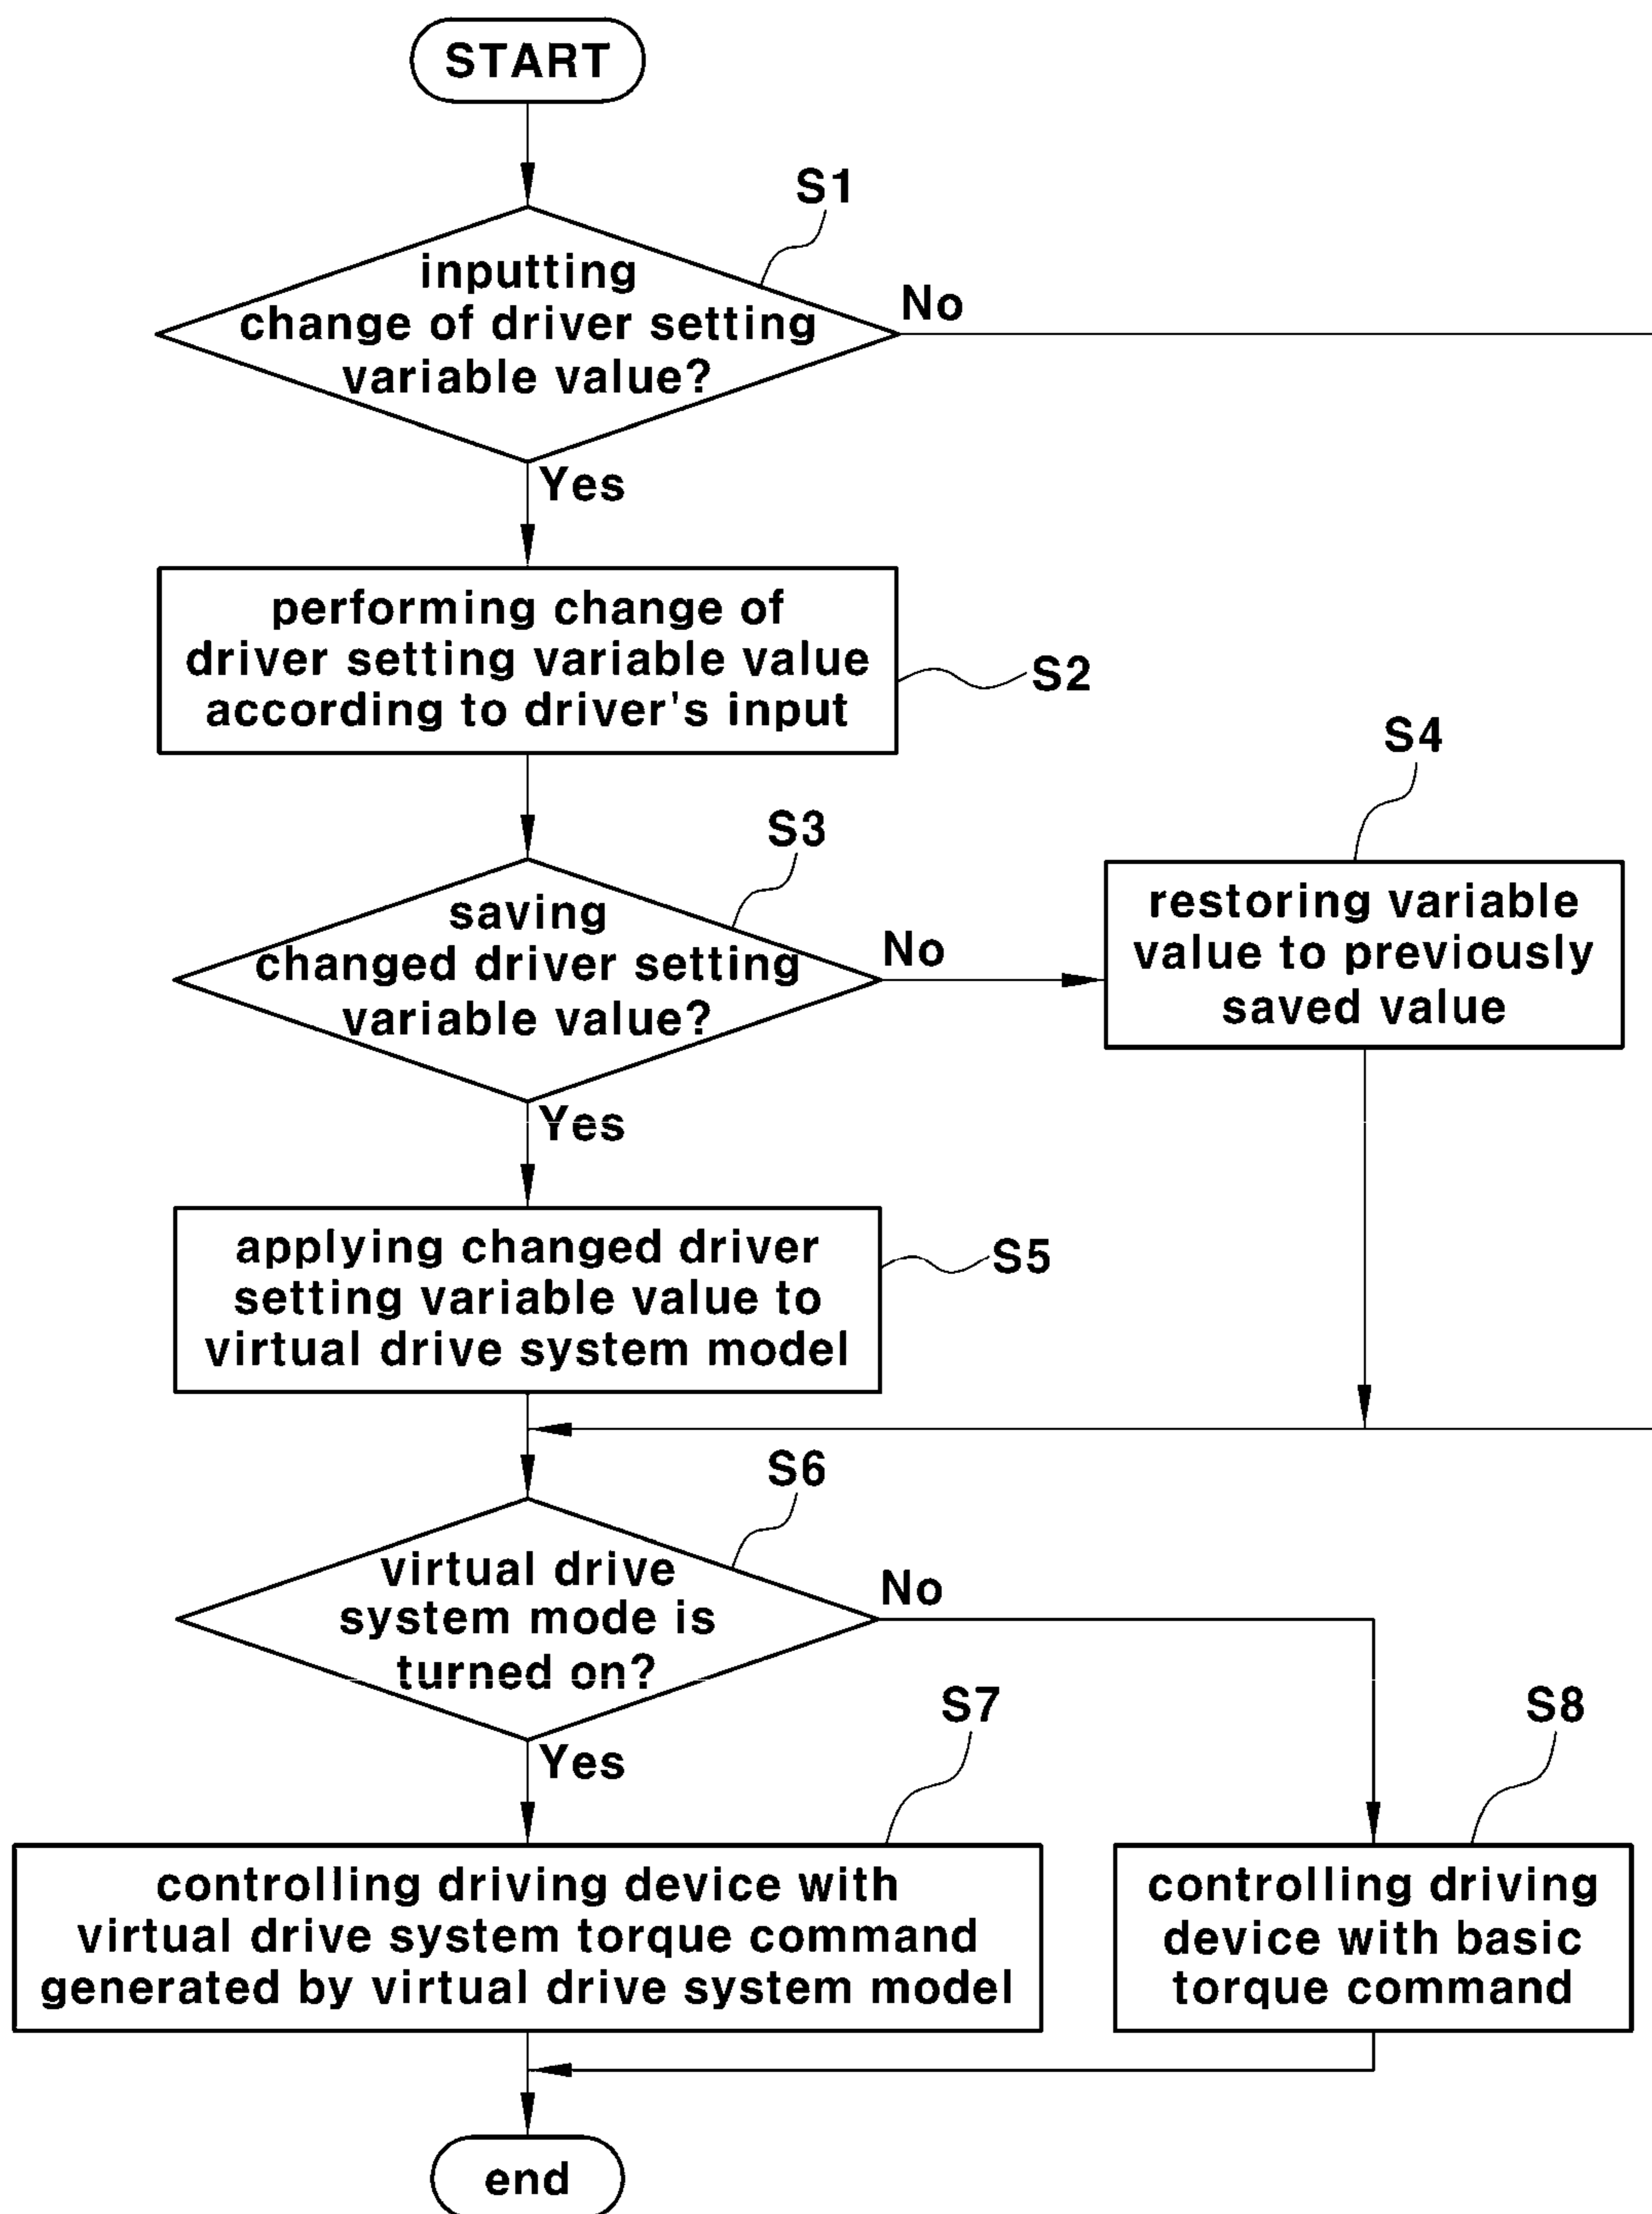 START
S1
inputting
change of driver setting
variable value?
No
Yes
performing change of
driver setting variable value
according to driver's input
S2
S3
saving
changed driver setting
variable value?
No
S4
restoring variable
value to previously
saved value
Yes
applying changed driver
setting variable value to
virtual drive system model
S5
S6
virtual drive
system mode is
turned on?
No
Yes
S7
controlling driving device with
virtual drive system torque command
generated by virtual drive system model
S8
controlling driving
device with basic
torque command
end